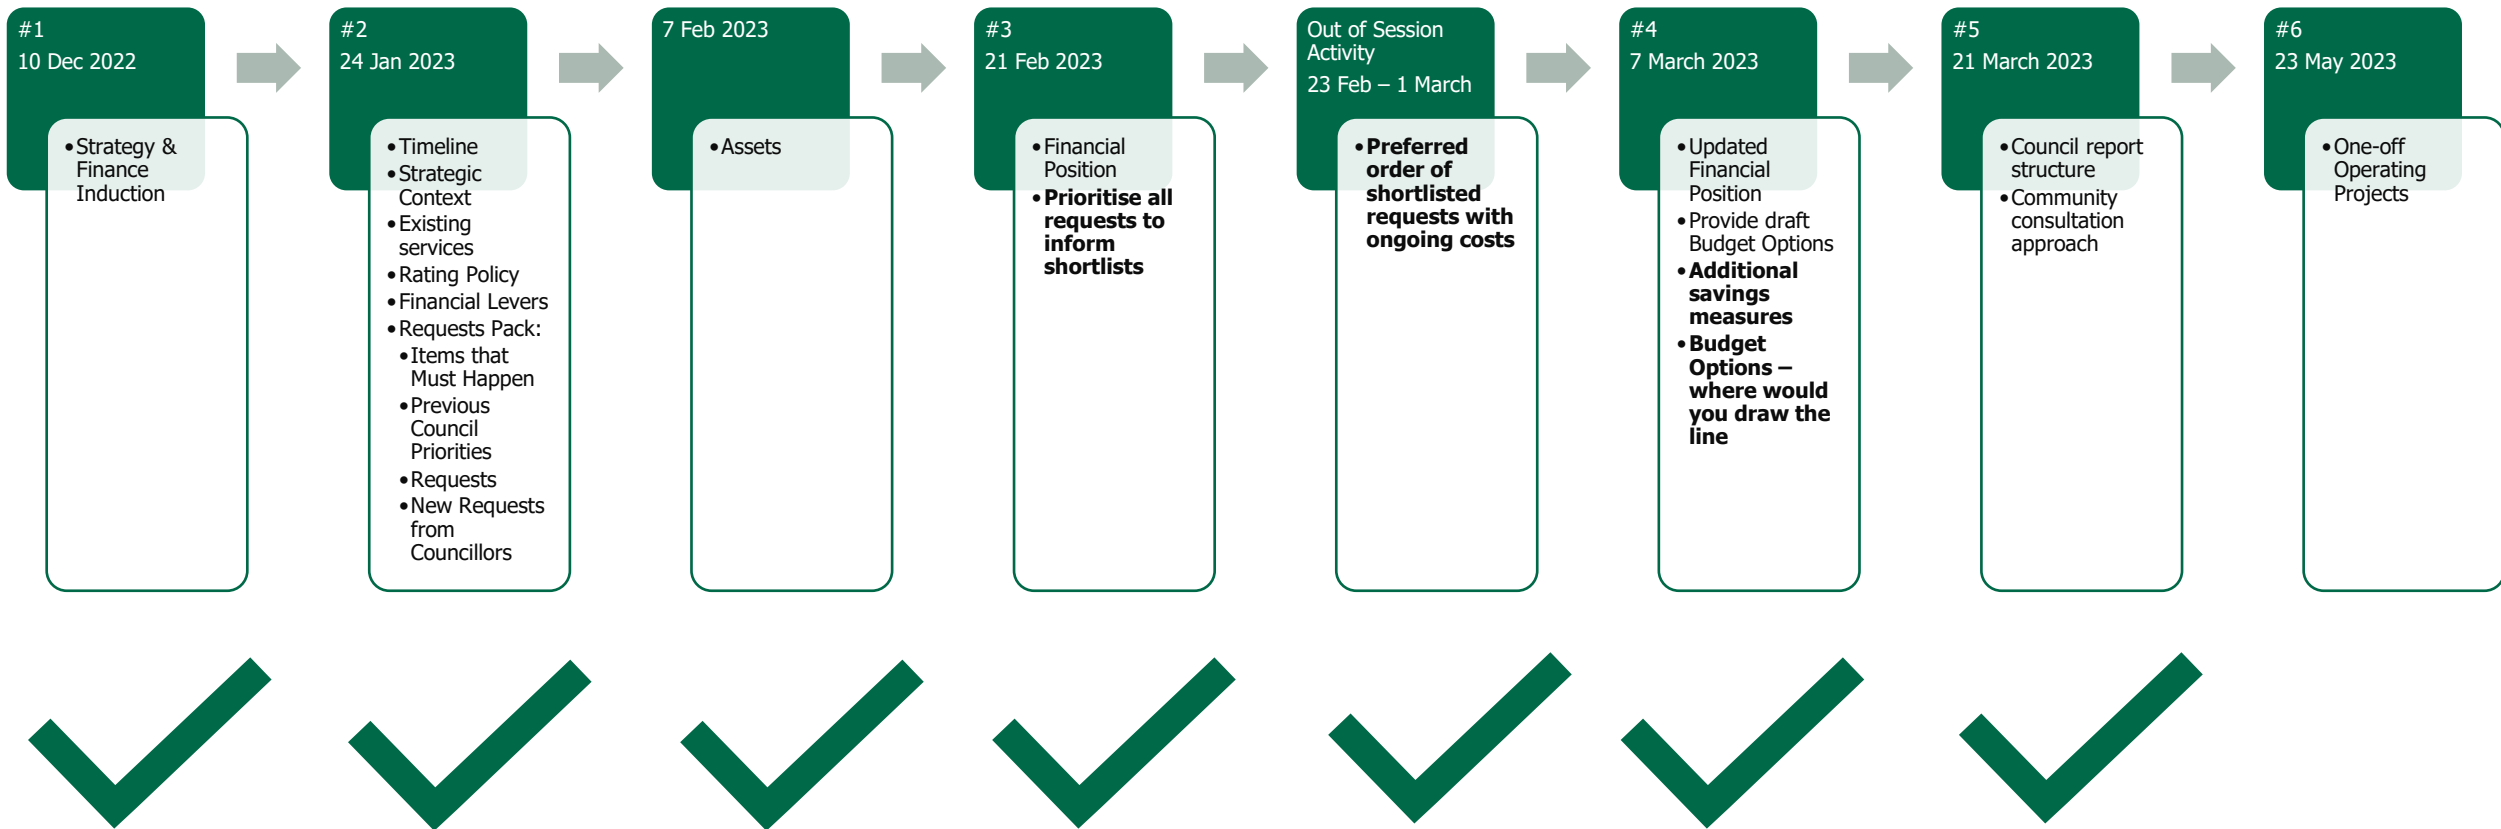 #1
10 Dec 2022
•Strategy &
Finance
Induction
#2
24 Jan 2023
•Timeline
•Strategic
Context
•Existing
services
•Rating Policy
•Financial Levers
•Requests Pack:
•Items that
Must Happen
•Previous
Council
Priorities
•Requests
•New Requests
from
Councillors
7 Feb 2023
•Assets
#3
21 Feb 2023
•Financial
Position
•Prioritise all
requests to
inform
shortlists
Out of Session
Activity
23 Feb – 1 March
•Preferred
order of
shortlisted
requests with
ongoing costs
#4
7 March 2023
•Updated
Financial
Position
•Provide draft
Budget Options
•Additional
savings
measures
•Budget
Options –
where would
you draw the
line
#5
21 March 2023
•Council report
structure
•Community
consultation
approach
#6
23 May 2023
•One-off
Operating
Projects